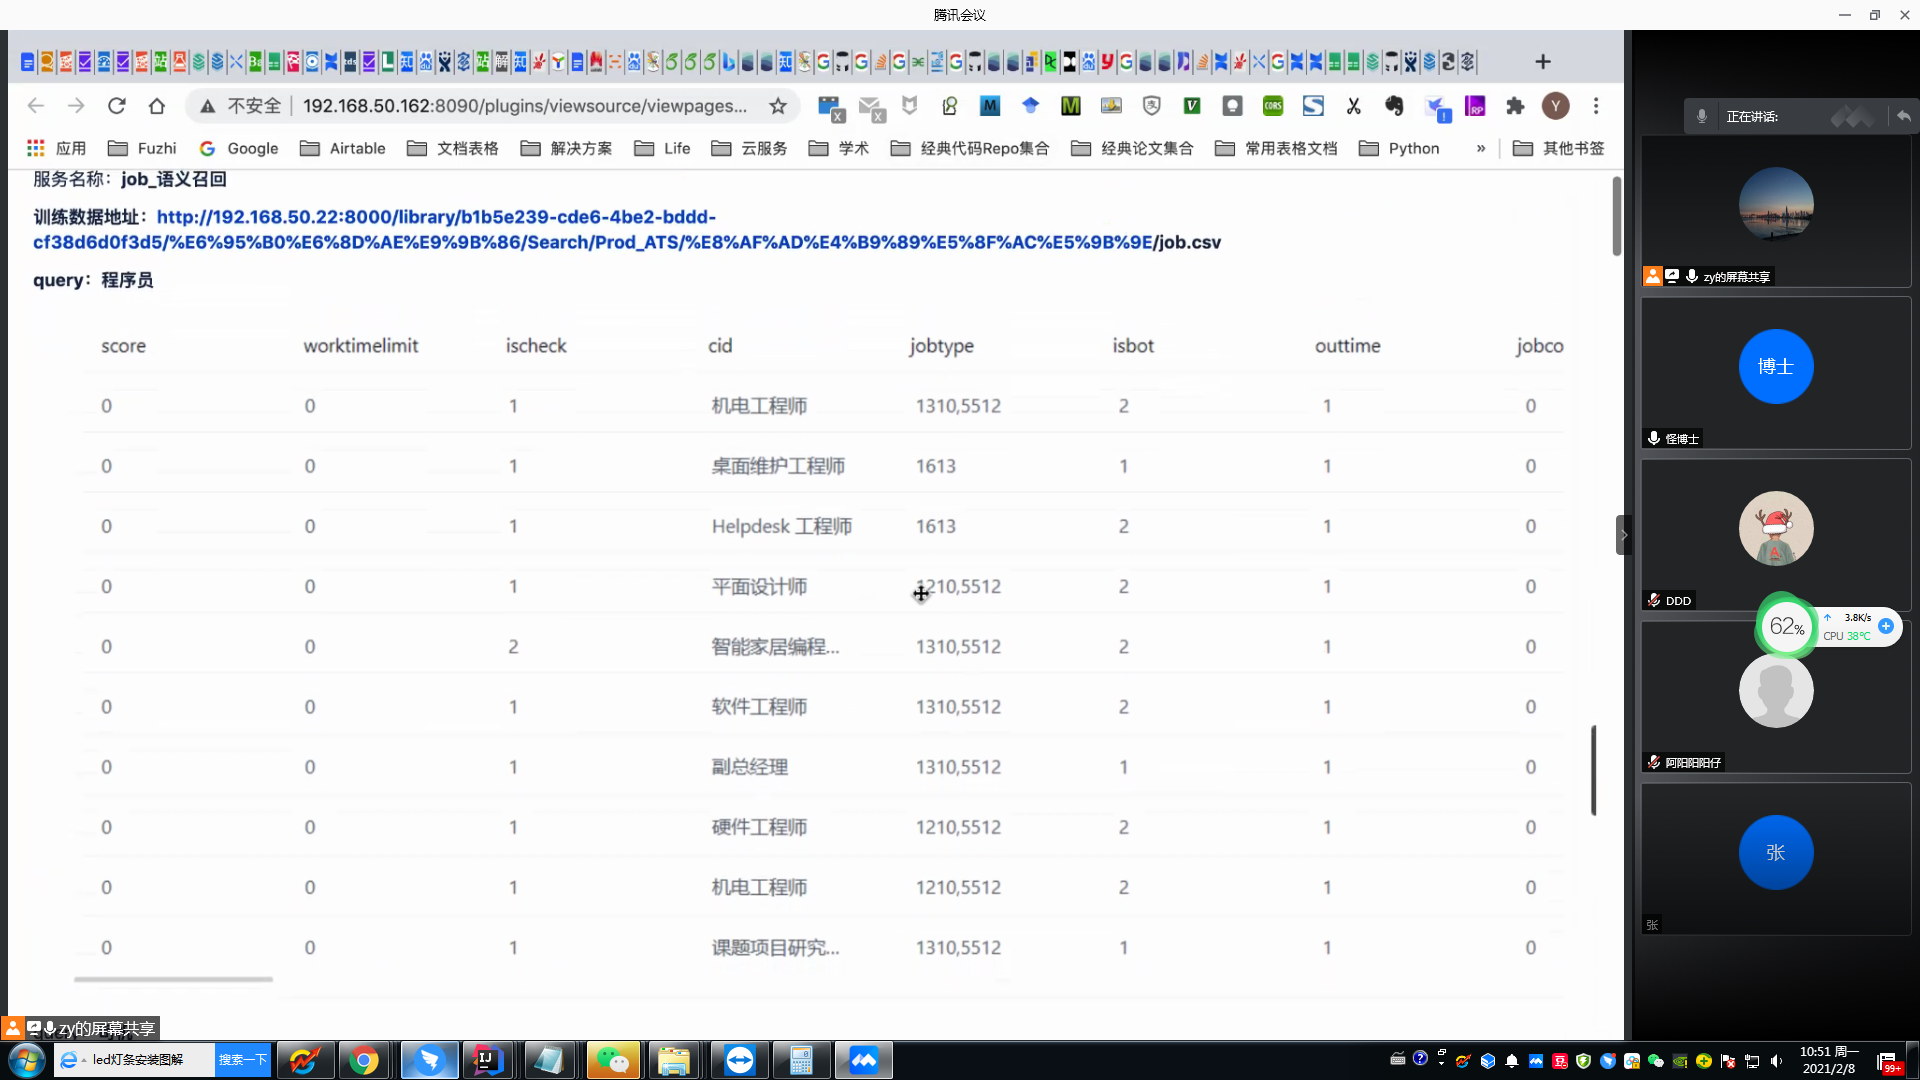 腾讯会议
不安全 192.168.50.162:8090/plugins/viewsource/viewpages...
应用 Fuzhi Google Airtable 文档表格 解决方案 Life 云服务 学术 经典代码Repo集合 经典论文集合 常用表格文档 Python » 其他书签
服务名称：job_语义召回
训练数据地址：http://192.168.50.22:8000/library/b1b5e239-cde6-4be2-bddd-
cf38d6d0f3d5/%E6%95%B0%E6%8D%AE%E9%9B%86/Search/Prod_ATS/%E8%AF%AD%E4%B9%89%E5%8F%AC%E5%9B%9E/job.csv
query：程序员
score worktimelimit ischeck cid jobtype isbot outtime jobco
0 0 1 机电工程师 1310,5512 2 1 0
0 0 1 桌面维护工程师 1613 1 1 0
0 0 1 Helpdesk 工程师 1613 2 1 0
0 0 1 平面设计师 1210,5512 2 1 0
0 0 2 智能家居编程... 1310,5512 2 1 0
0 0 1 软件工程师 1310,5512 2 1 0
0 0 1 副总经理 1310,5512 1 1 0
0 0 1 硬件工程师 1210,5512 2 1 0
0 0 1 机电工程师 1210,5512 2 1 0
0 0 1 课题项目研究... 1310,5512 1 1 0
zy的屏幕共享
正在讲话:
zy的屏幕共享
博士
怪博士
DDD
62% 3.8K/s
CPU 38℃
阿阳阳阳仔
张
张
led灯条安装图解 搜索一下
10:51 周一
2021/2/8
99+